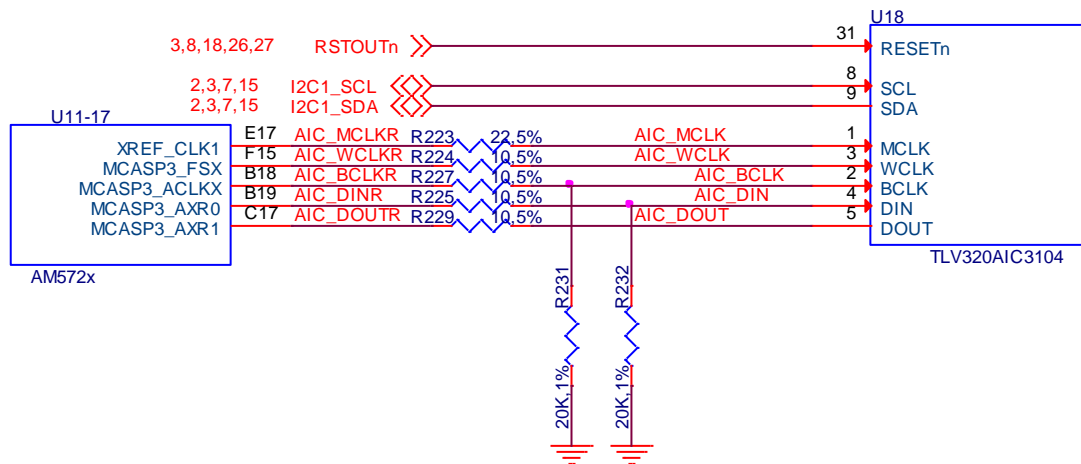 U18
3,8,18,26,27 RSTOUTn 31 RESETn
2,3,7,15 I2C1_SCL 8 SCL
2,3,7,15 I2C1_SDA 9 SDA
U11-17
XREF_CLK1 E17 AIC_MCLKR R223 22,5% AIC_MCLK 1 MCLK
MCASP3_FSX F15 AIC_WCLKR R224 10,5% AIC_WCLK 3 WCLK
MCASP3_ACLKX B18 AIC_BCLKR R227 10,5% AIC_BCLK 2 BCLK
MCASP3_AXR0 B19 AIC_DINR R225 10,5% AIC_DIN 4 DIN
MCASP3_AXR1 C17 AIC_DOUTR R229 10,5% AIC_DOUT 5 DOUT
AM572x
TLV320AIC3104
R231
20K,1%
R232
20K,1%